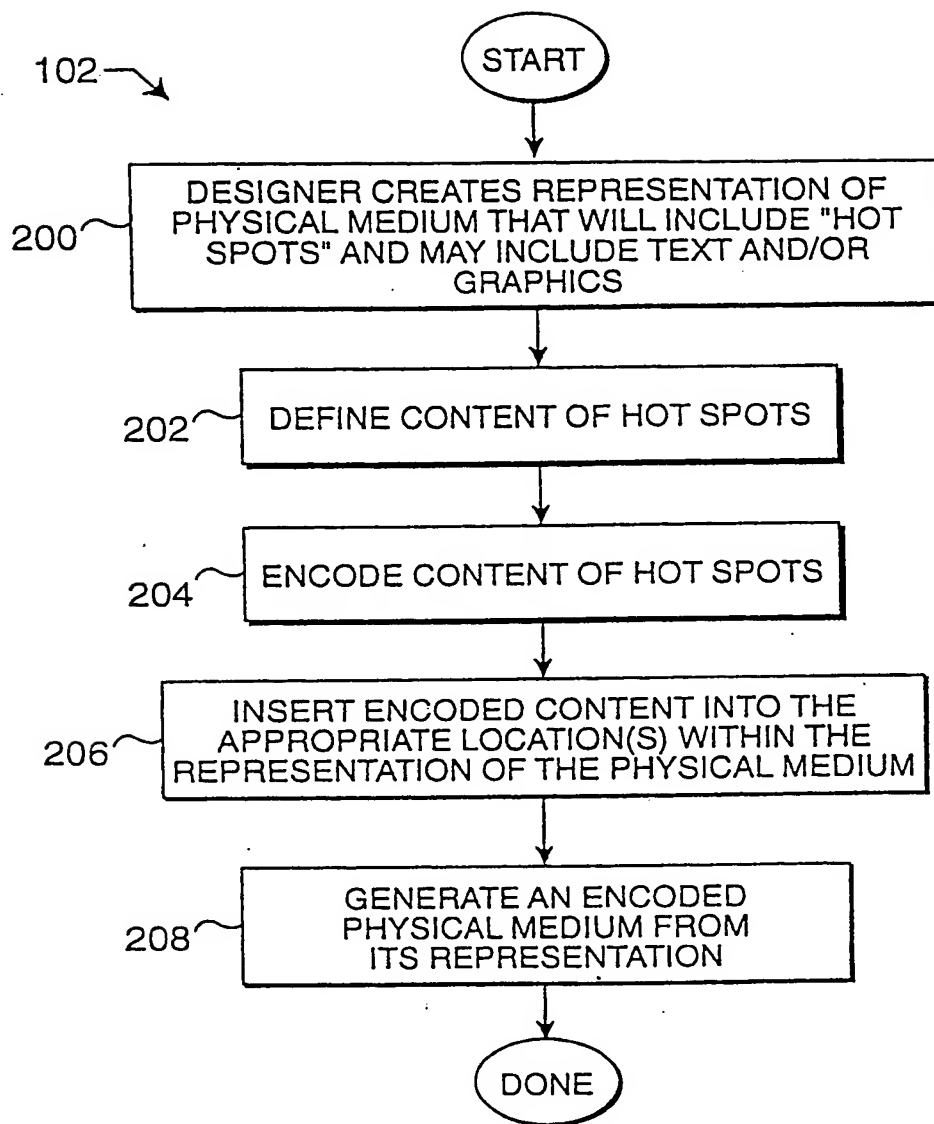 START
102
DESIGNER CREATES REPRESENTATION OF
PHYSICAL MEDIUM THAT WILL INCLUDE "HOT
SPOTS" AND MAY INCLUDE TEXT AND/OR
GRAPHICS
200
DEFINE CONTENT OF HOT SPOTS
202
ENCODE CONTENT OF HOT SPOTS
204
INSERT ENCODED CONTENT INTO THE
APPROPRIATE LOCATION(S) WITHIN THE
REPRESENTATION OF THE PHYSICAL MEDIUM
206
GENERATE AN ENCODED
PHYSICAL MEDIUM FROM
ITS REPRESENTATION
208
DONE